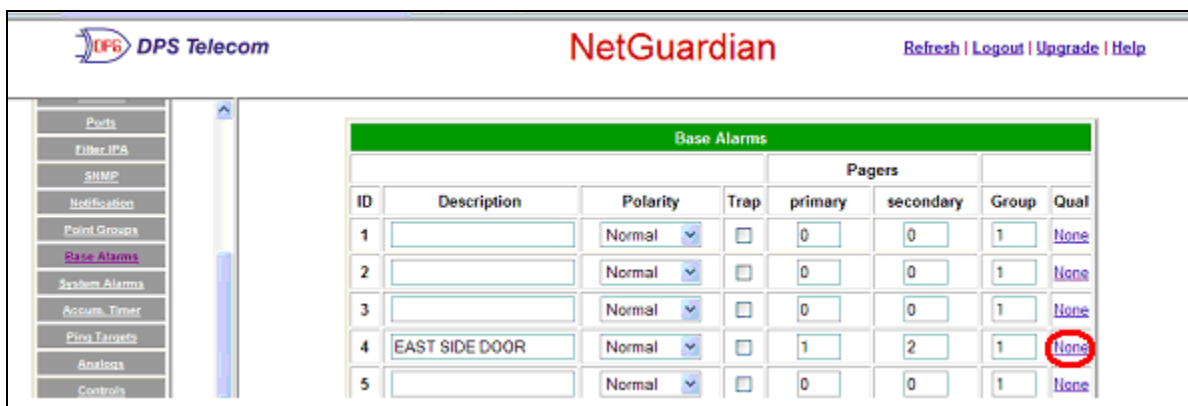 DPS DPS Telecom
NetGuardian
Refresh | Logout | Upgrade | Help
Ports
Filter IPA
SNMP
Notification
Point Groups
Base Alarms
System Alarms
Accum. Timer
Ping Targets
Analogs
Controls
Base Alarms
Pagers
ID Description Polarity Trap primary secondary Group Qual
1 Normal 0 0 1 None
2 Normal 0 0 1 None
3 Normal 0 0 1 None
4 EAST SIDE DOOR Normal 1 2 1 None
5 Normal 0 0 1 None